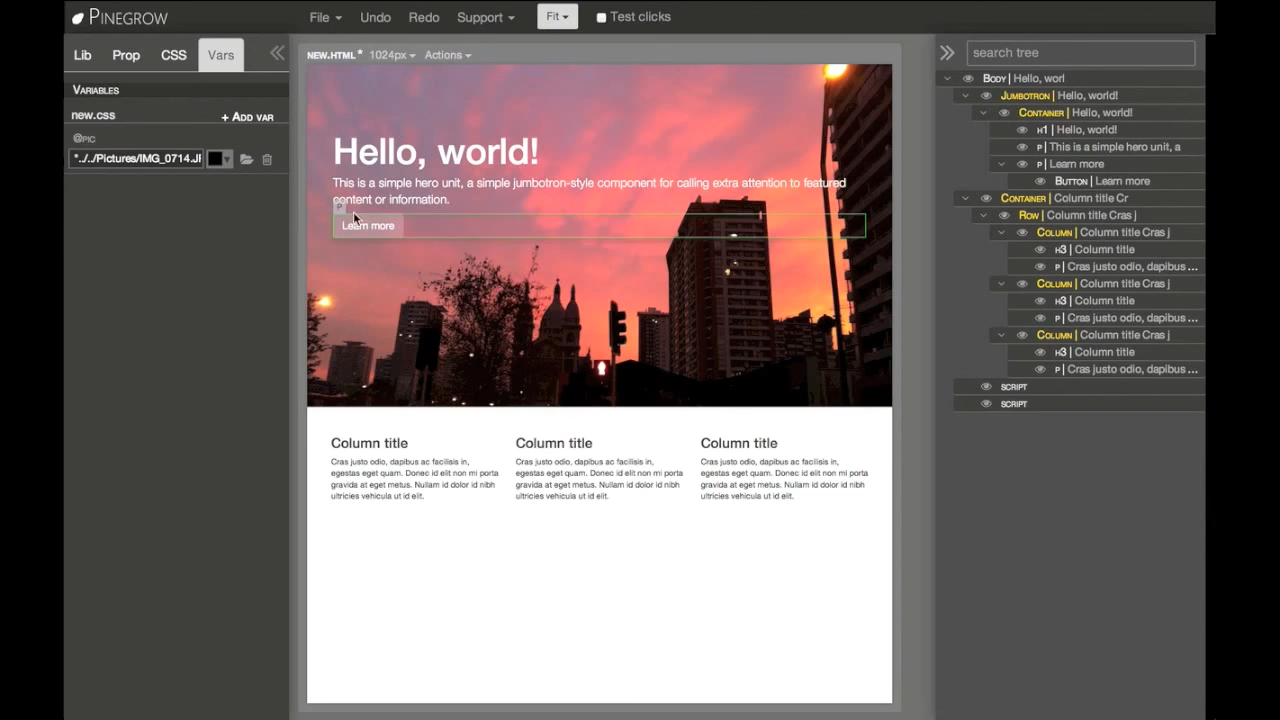 PINEGROW File Undo Redo Support Fit Test clicks
Lib Prop CSS Vars
VARIABLES
new.css + ADD VAR
@PIC
"../../Pictures/IMG_0714.JF
NEW.HTML* 1024px Actions
Hello, world!
This is a simple hero unit, a simple jumbotron-style component for calling extra attention to featured
content or information.
P
Learn more
Column title
Cras justo odio, dapibus ac facilisis in,
egestas eget quam. Donec id elit non mi porta
gravida at eget metus. Nullam id dolor id nibh
ultricies vehicula ut id elit.
Column title
Cras justo odio, dapibus ac facilisis in,
egestas eget quam. Donec id elit non mi porta
gravida at eget metus. Nullam id dolor id nibh
ultricies vehicula ut id elit.
Column title
Cras justo odio, dapibus ac facilisis in,
egestas eget quam. Donec id elit non mi porta
gravida at eget metus. Nullam id dolor id nibh
ultricies vehicula ut id elit.
search tree
BODY | Hello, worl
JUMBOTRON | Hello, world!
CONTAINER | Hello, world!
H1 | Hello, world!
P | This is a simple hero unit, a
P | Learn more
BUTTON | Learn more
CONTAINER | Column title Cr
ROW | Column title Cras j
COLUMN | Column title Cras j
H3 | Column title
P | Cras justo odio, dapibus ...
COLUMN | Column title Cras j
H3 | Column title
P | Cras justo odio, dapibus ...
COLUMN | Column title Cras j
H3 | Column title
P | Cras justo odio, dapibus ...
SCRIPT
SCRIPT